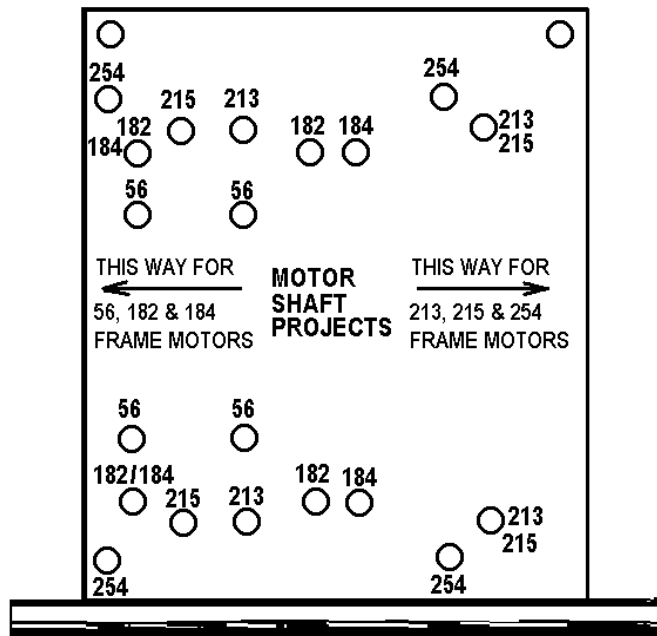 254
254
215
213
182
184
182
184
213
215
56
56
THIS WAY FOR
56, 182 & 184
FRAME MOTORS
MOTOR
SHAFT
PROJECTS
THIS WAY FOR
213, 215 & 254
FRAME MOTORS
56
56
182/184
215
213
182
184
213
215
254
254